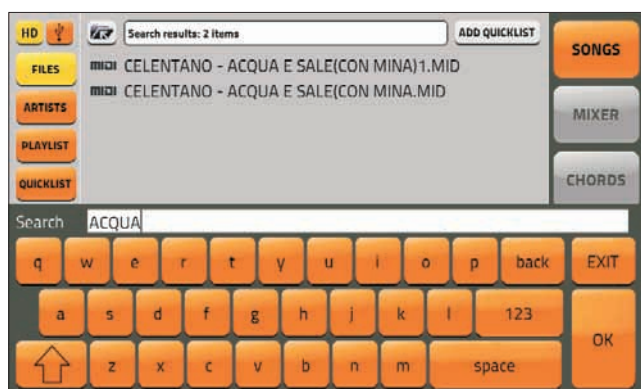 HD
Search results: 2 items
ADD QUICKLIST
SONGS
FILES
midi CELENTANO - ACQUA E SALE(CON MINA)1.MID
midi CELENTANO - ACQUA E SALE(CON MINA.MID
ARTISTS
MIXER
PLAYLIST
QUICKLIST
CHORDS
Search ACQUA
q w e r t y u i o p back EXIT
a s d f g h j k l 123
OK
z x c v b n m space